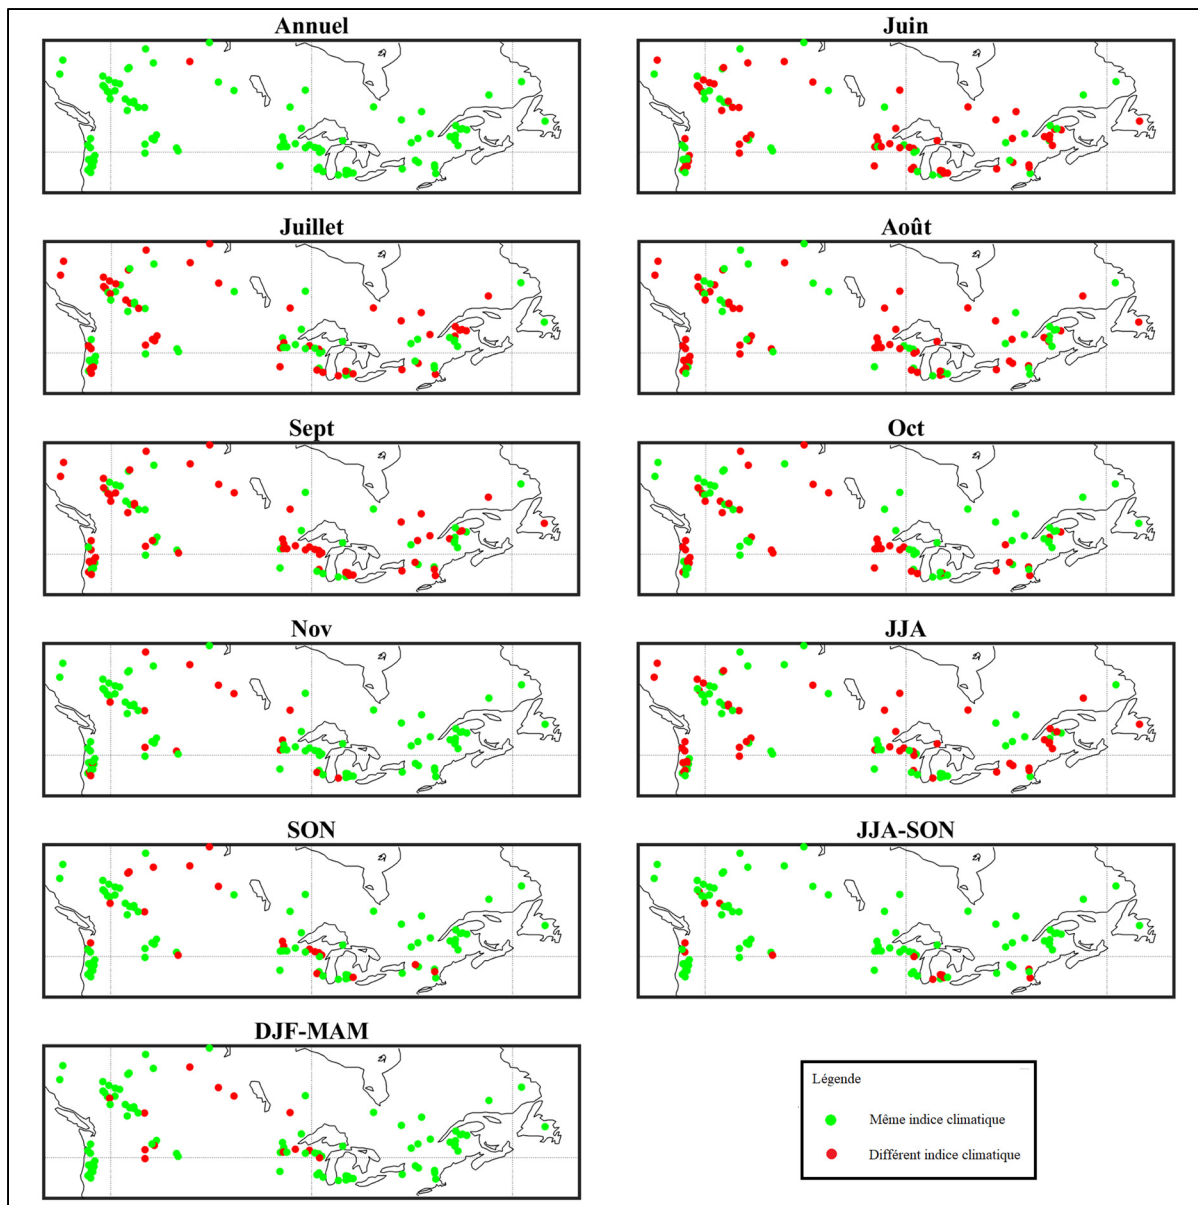 Annuel
Juin
Juillet
Août
Sept
Oct
Nov
JJA
SON
JJA-SON
DJF-MAM
Légende
Même indice climatique
Différent indice climatique